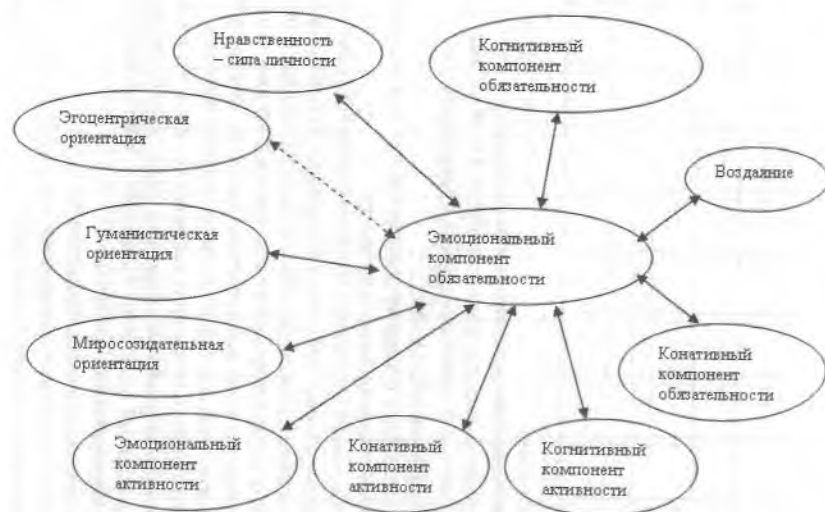 Нравственность
– сила личности
Когнитивный
компонент
обязательности
Эгоцентрическая
ориентация
Воздаяние
Гуманистическая
ориентация
Эмоциональный
компонент
обязательности
Миросозидательная
ориентация
Конативный
компонент
обязательности
Эмоциональный
компонент
активности
Конативный
компонент
активности
Когнитивный
компонент
активности